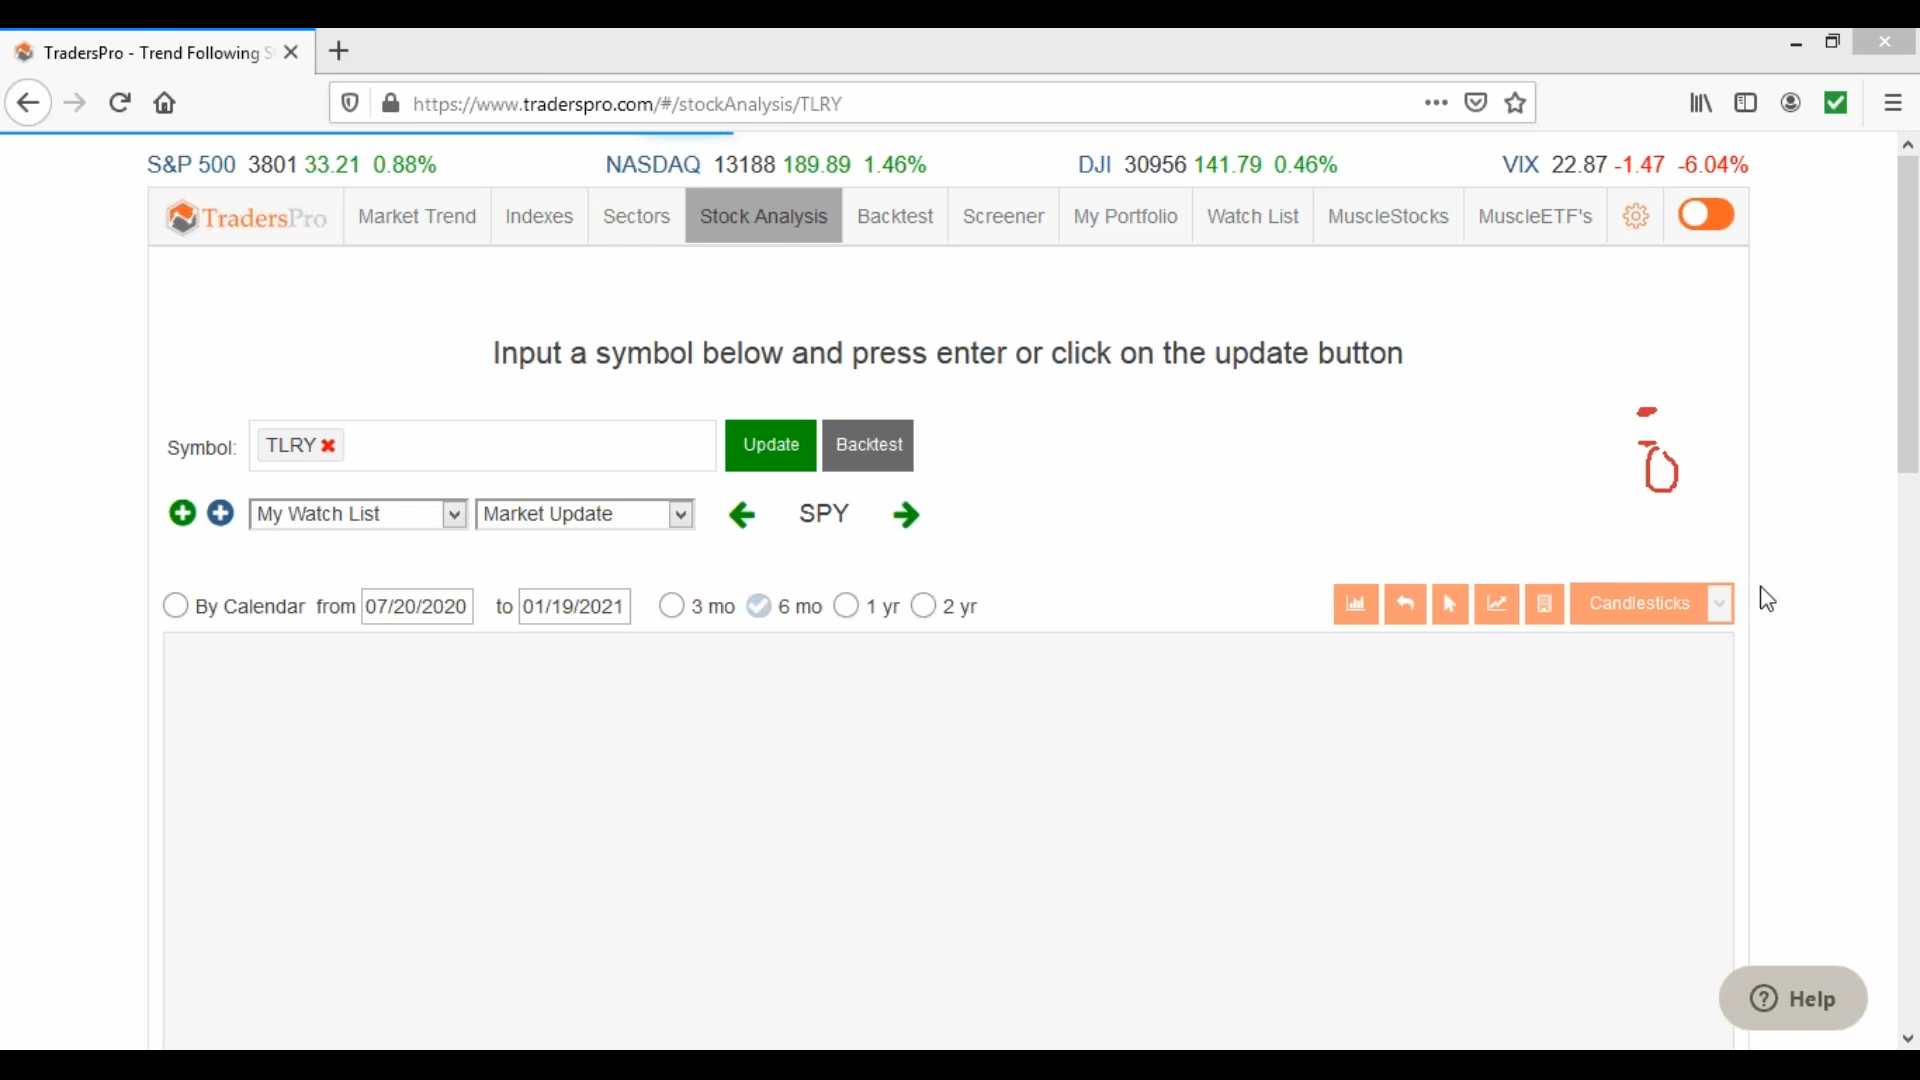 TradersPro - Trend Following S
https://www.traderspro.com/#/stockAnalysis/TLRY
S&P 500 3801 33.21 0.88% NASDAQ 13188 189.89 1.46% DJI 30956 141.79 0.46% VIX 22.87 -1.47 -6.04%
TradersPro Market Trend Indexes Sectors Stock Analysis Backtest Screener My Portfolio Watch List MuscleStocks MuscleETF's
Input a symbol below and press enter or click on the update button
Symbol: TLRY Update Backtest
My Watch List Market Update SPY
By Calendar from 07/20/2020 to 01/19/2021 3 mo 6 mo 1 yr 2 yr Candlesticks
Help